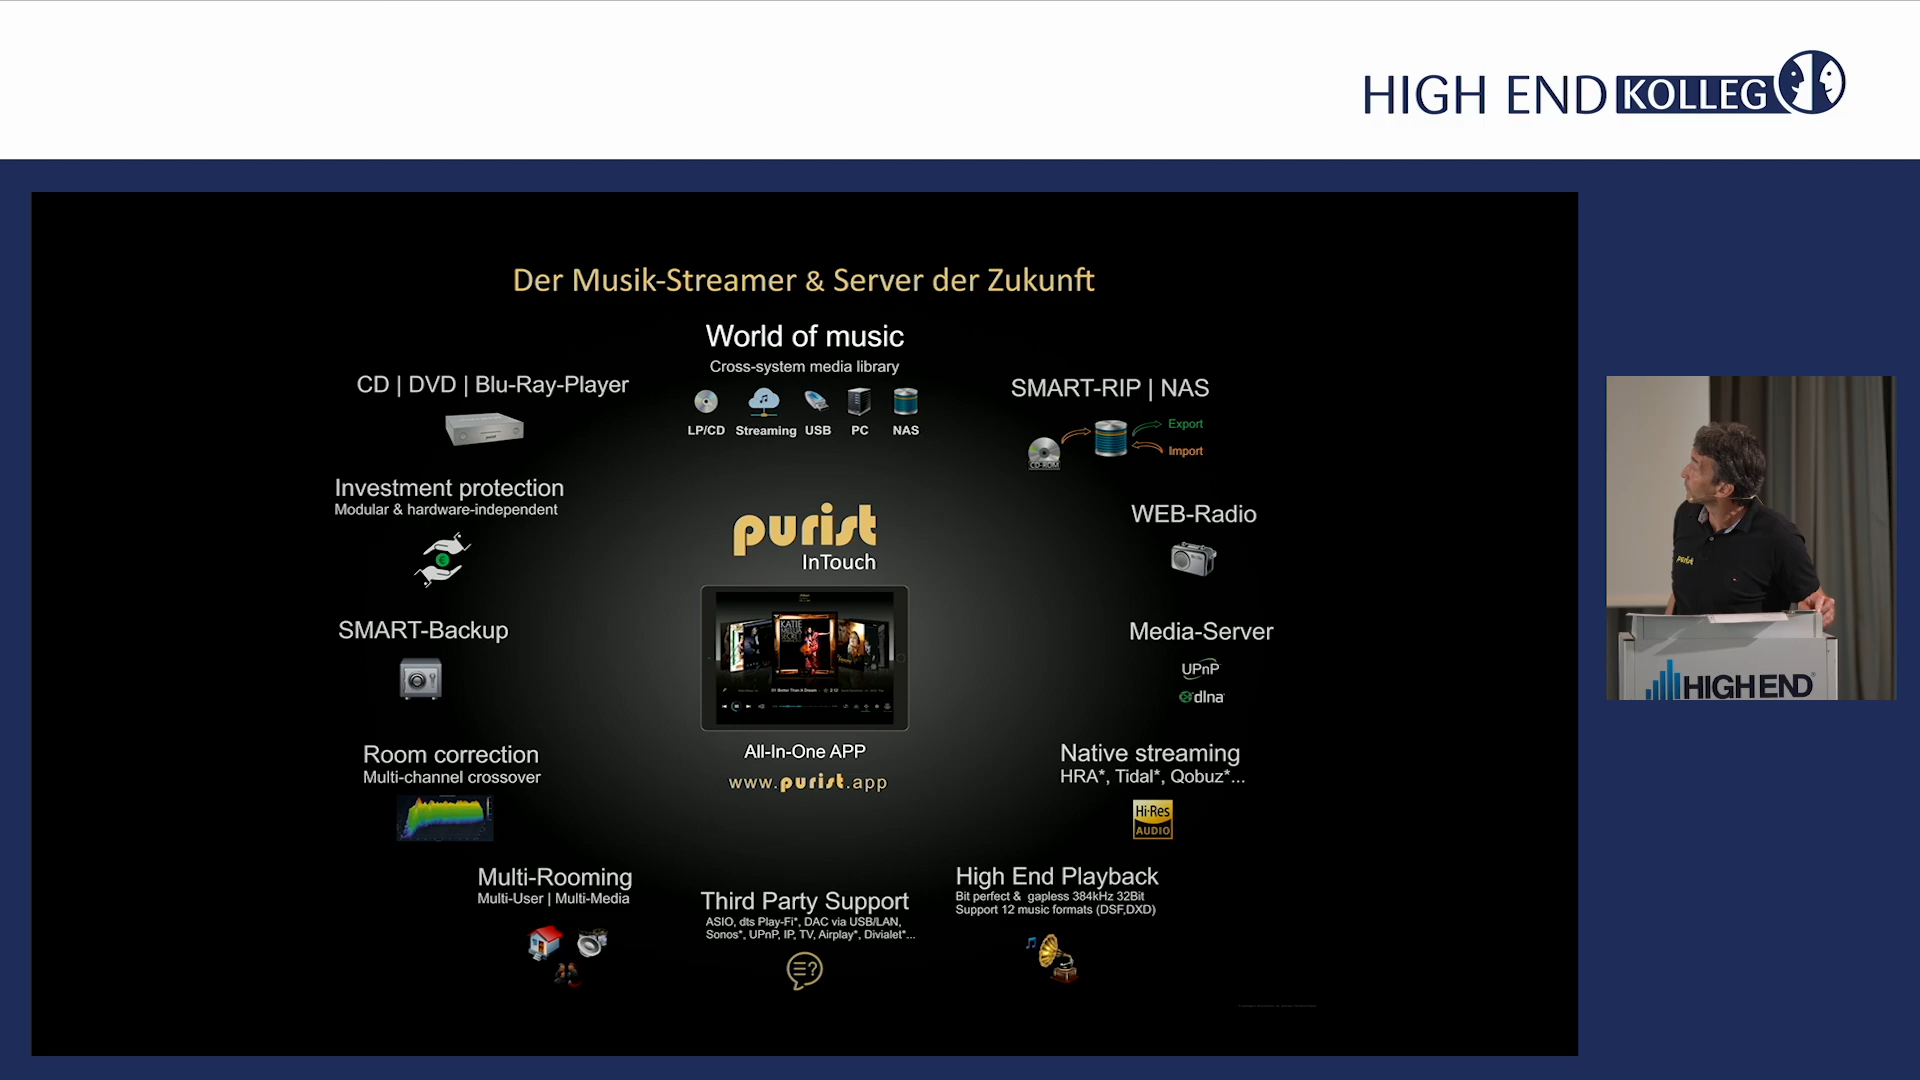 HIGH END KOLLEG
Der Musik-Streamer & Server der Zukunft
World of music
Cross-system media library
LP/CD Streaming USB PC NAS
CD | DVD | Blu-Ray-Player
SMART-RIP | NAS
Export
Import
CD-ROM
Investment protection
Modular & hardware-independent
purist
InTouch
WEB-Radio
SMART-Backup
Media-Server
UPnP
dlna
KATIE
All-In-One APP
www.purist.app
Room correction
Multi-channel crossover
Native streaming
HRA*, Tidal*, Qobuz*...
Hi-Res
AUDIO
Multi-Rooming
Multi-User | Multi-Media
Third Party Support
ASIO, dts Play-Fi*, DAC via USB/LAN,
Sonos*, UPnP, IP, TV, Airplay*, Divialet*...
High End Playback
Bit perfect & gapless 384kHz 32Bit
Support 12 music formats (DSF,DXD)
purist
HIGH END®